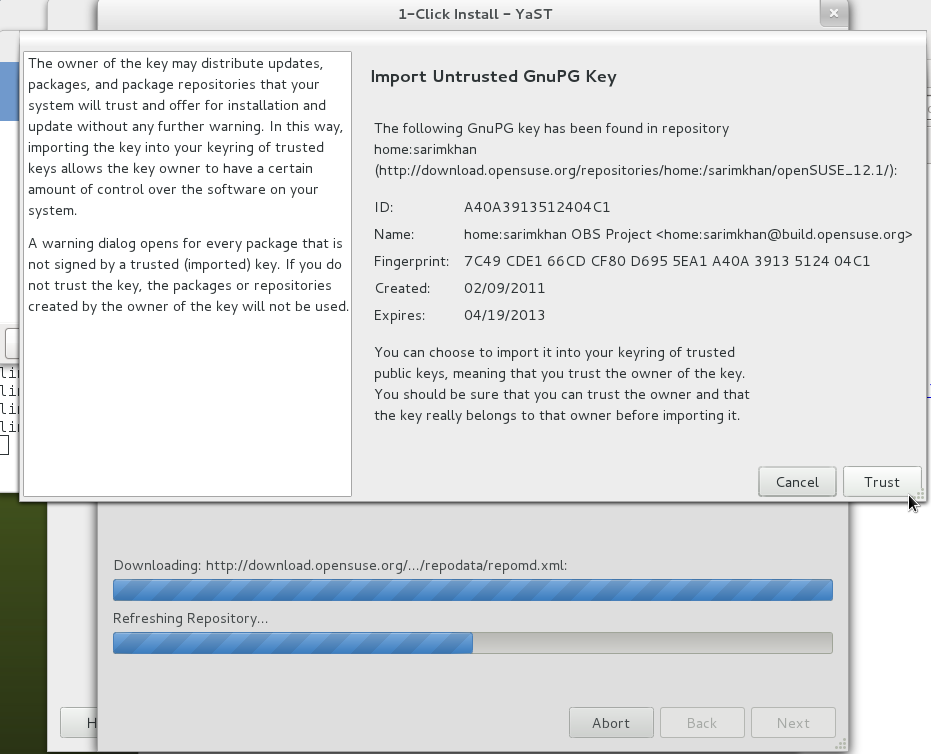 1-Click Install - YaST
The owner of the key may distribute updates,
packages, and package repositories that your
system will trust and offer for installation and
update without any further warning. In this way,
importing the key into your keyring of trusted
keys allows the key owner to have a certain
amount of control over the software on your
system.
A warning dialog opens for every package that is
not signed by a trusted (imported) key. If you do
not trust the key, the packages or repositories
created by the owner of the key will not be used.
Import Untrusted GnuPG Key
The following GnuPG key has been found in repository
home:sarimkhan
(http://download.opensuse.org/repositories/home:/sarimkhan/openSUSE_12.1/):
ID: A40A3913512404C1
Name: home:sarimkhan OBS Project <home:sarimkhan@build.opensuse.org>
Fingerprint: 7C49 CDE1 66CD CF80 D695 5EA1 A40A 3913 5124 04C1
Created: 02/09/2011
Expires: 04/19/2013
You can choose to import it into your keyring of trusted
public keys, meaning that you trust the owner of the key.
You should be sure that you can trust the owner and that
the key really belongs to that owner before importing it.
Cancel Trust
lin
lin
lin
lin
Downloading: http://download.opensuse.org/.../repodata/repomd.xml:
Refreshing Repository...
H Abort Back Next